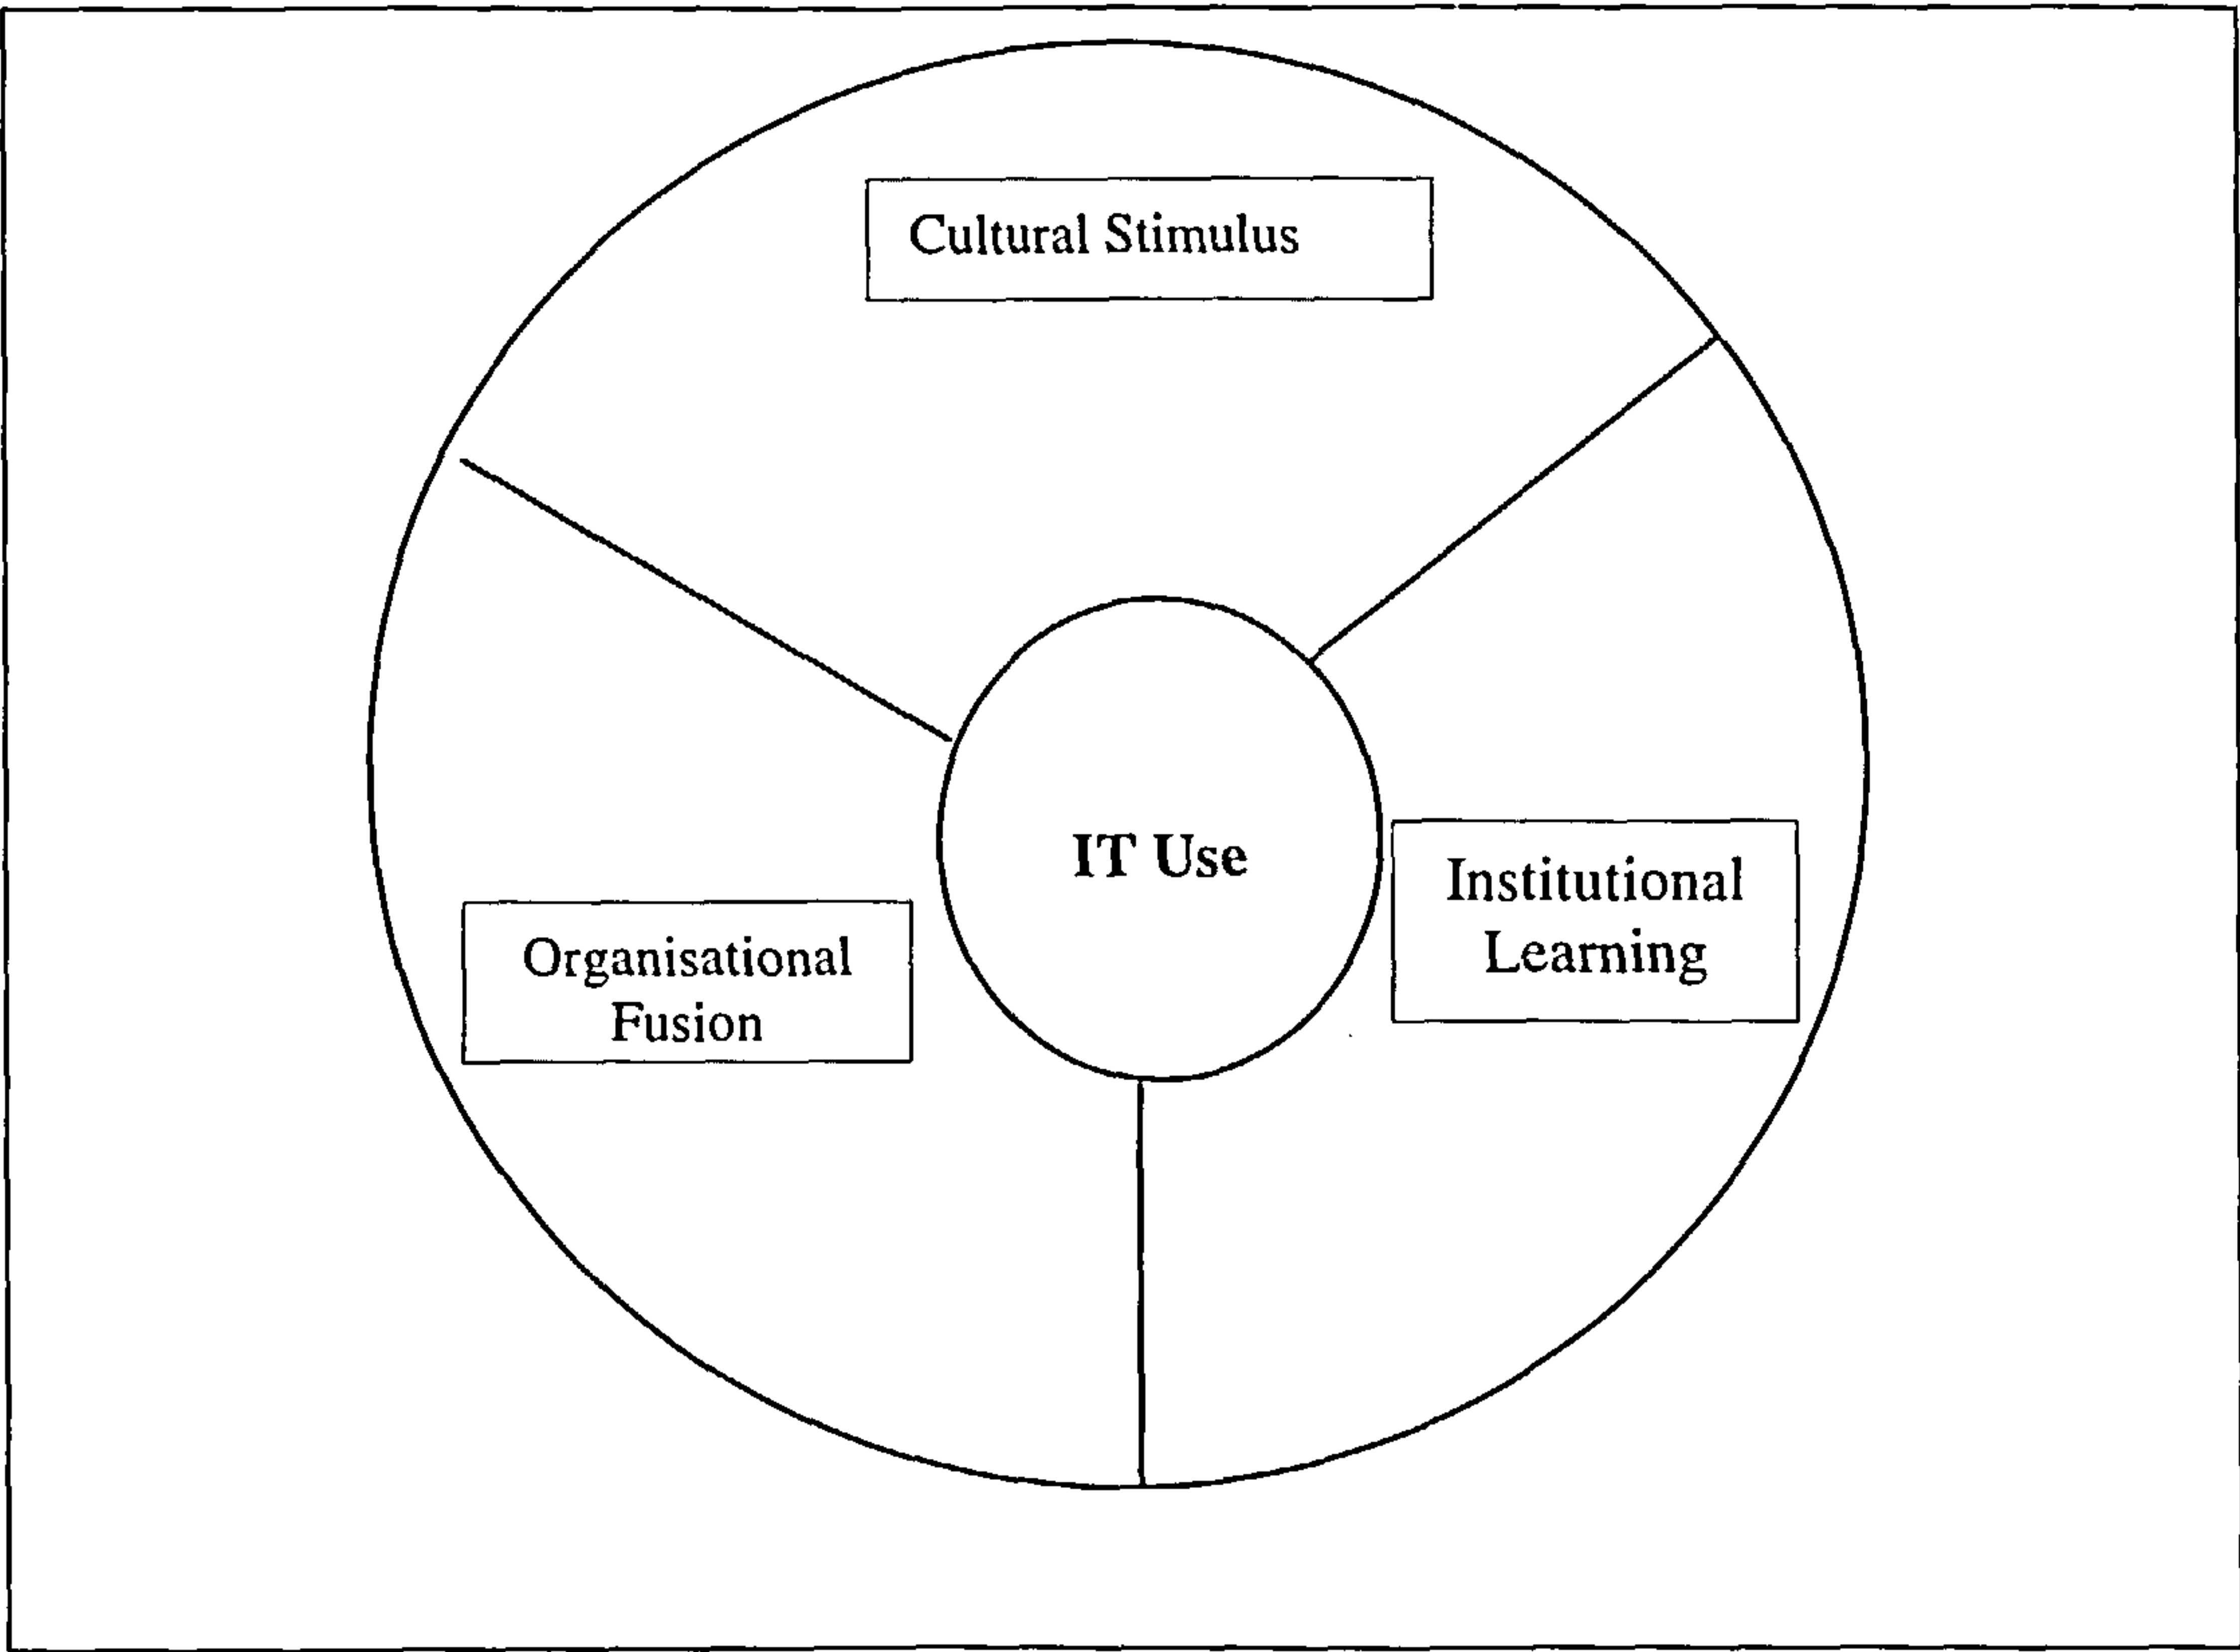 Cultural Stimulus
IT Use
Institutional
Learning
Organisational
Fusion